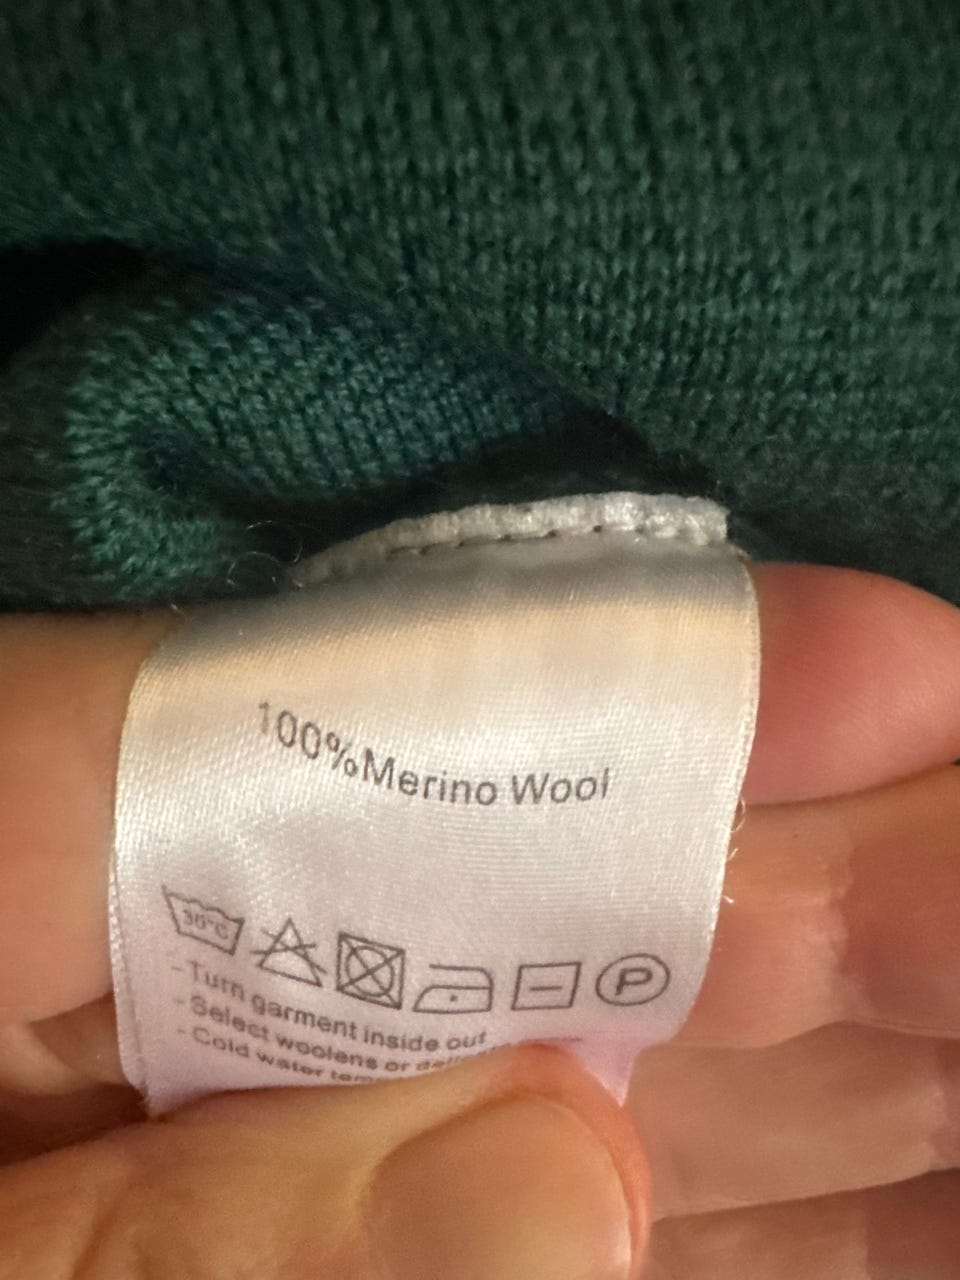 100%Merino Wool
30°C
P
-Turn garment inside out
-Select woolens or
-Cold water